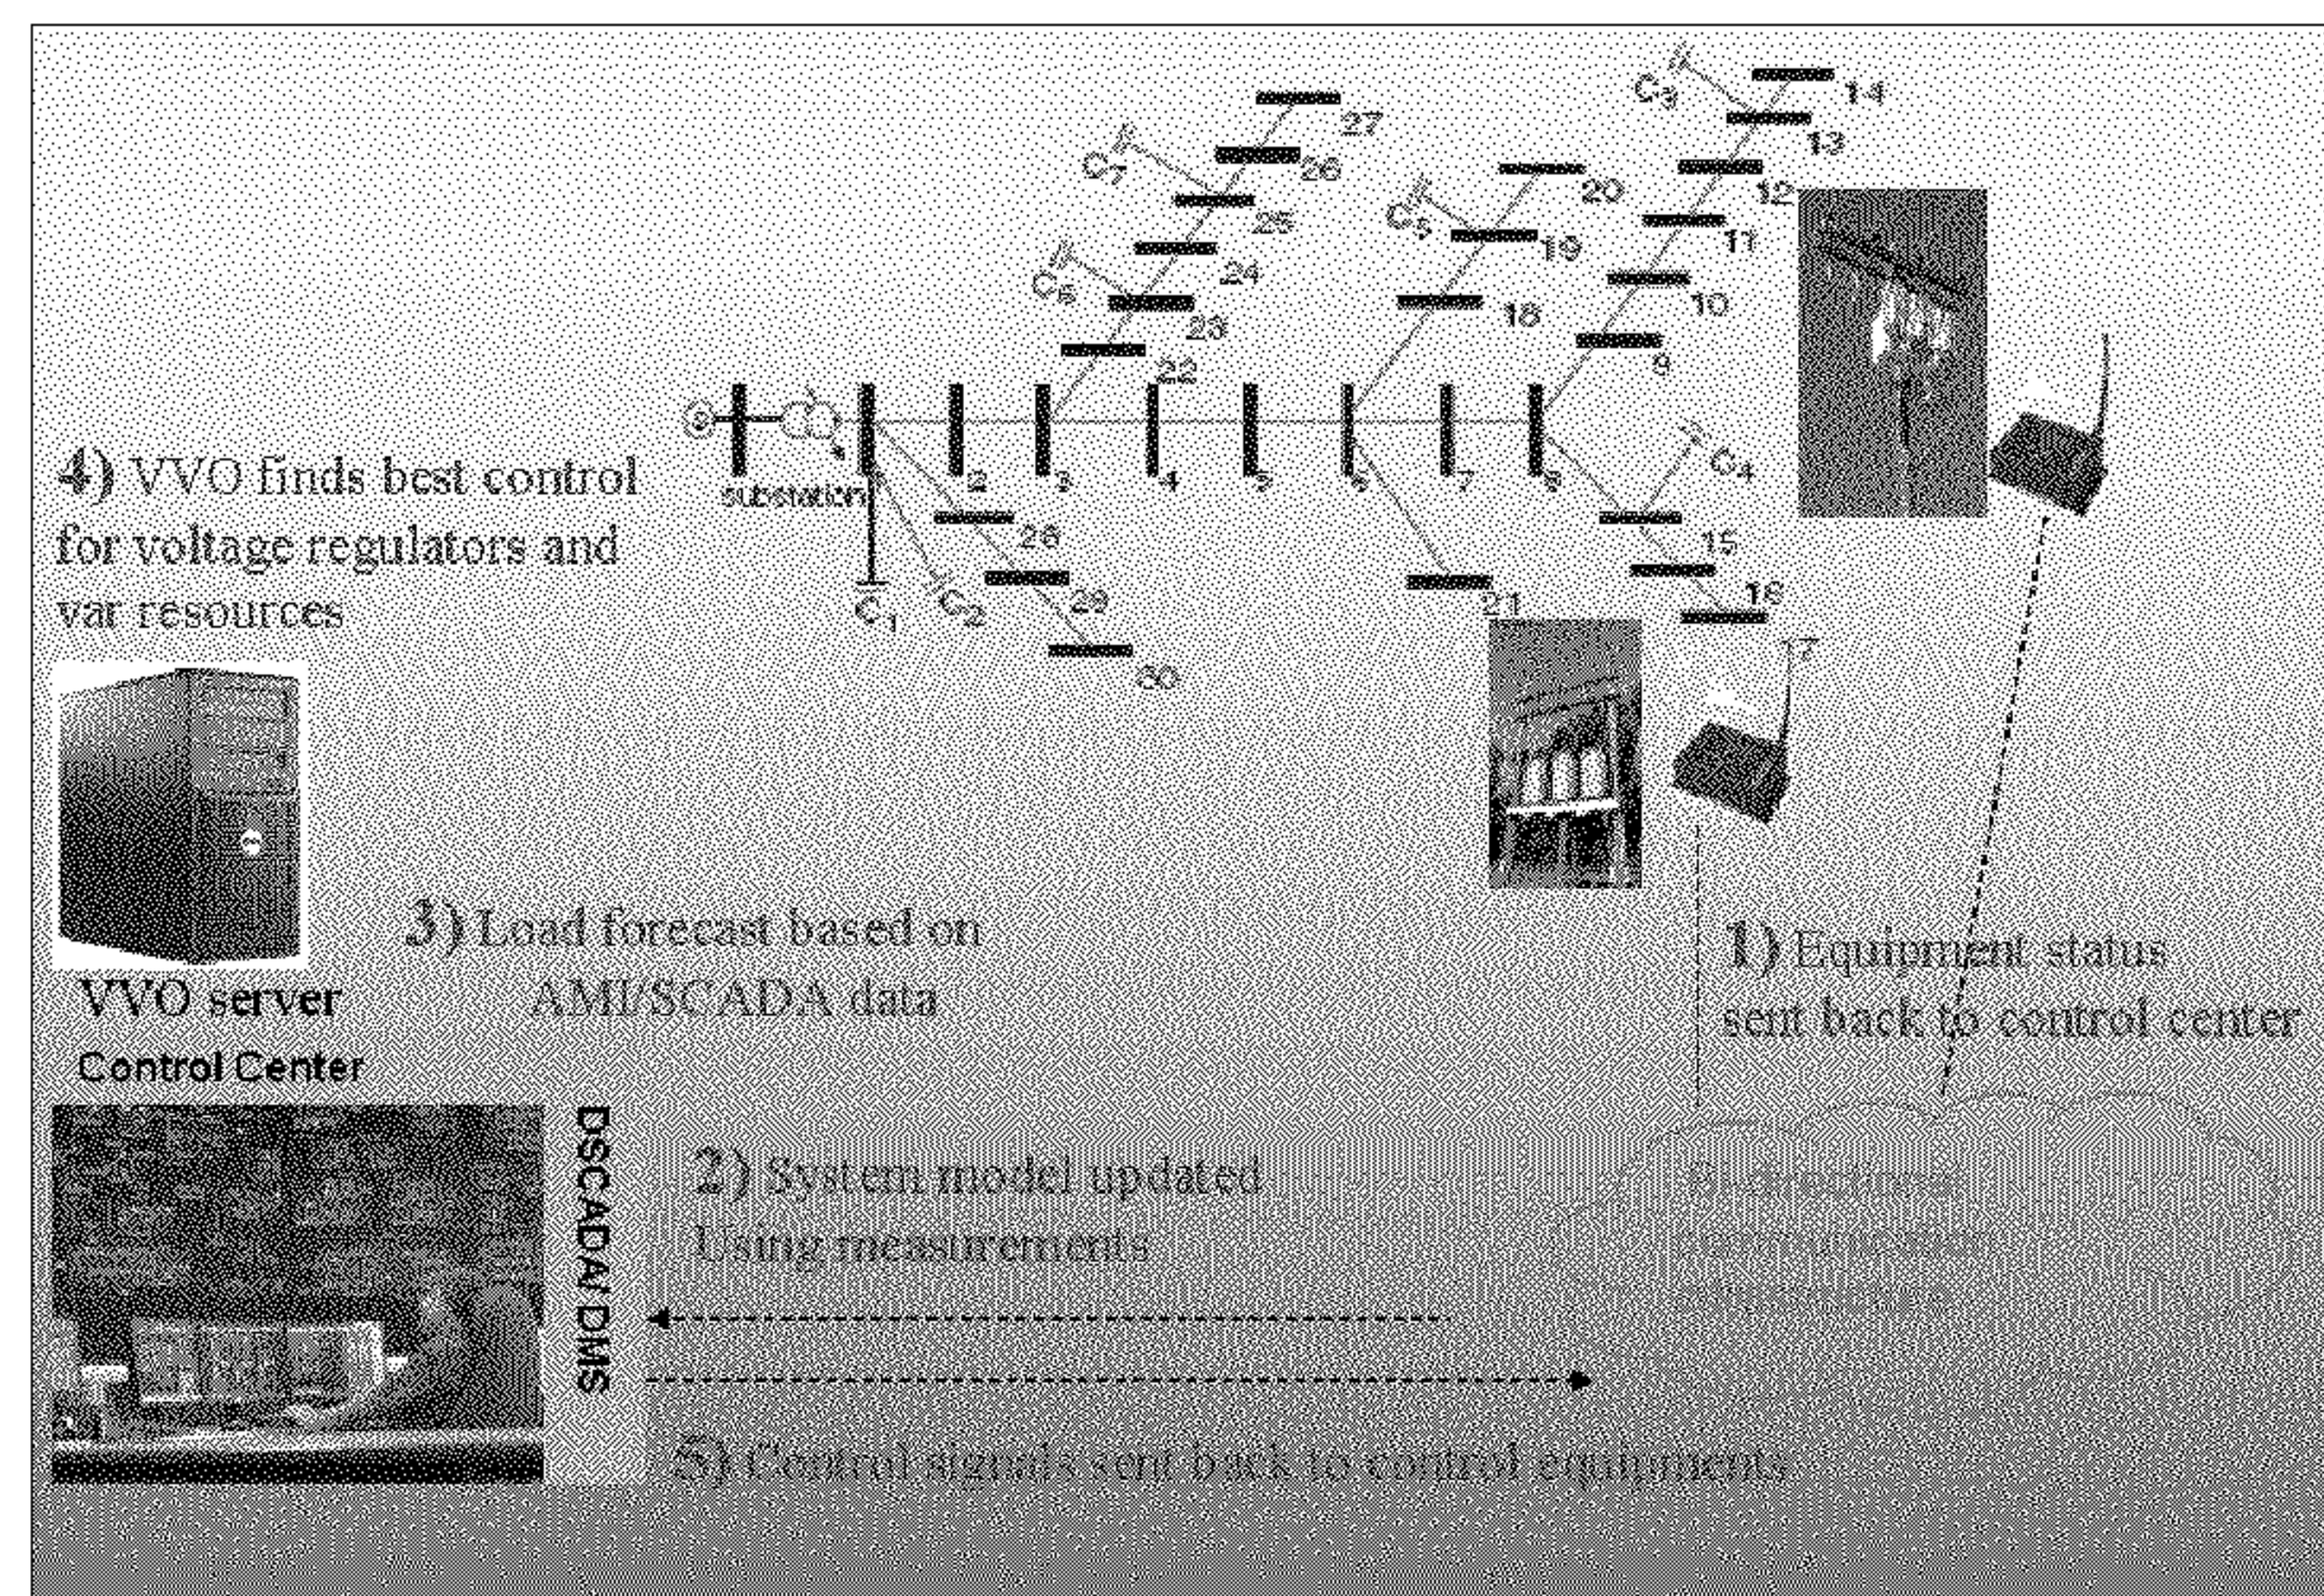 C3
14
13
27
C7
26
12
20
C5
25
11
19
24
C6
10
18
23
9
22
substation
2
3
4
5
6
7
8
C4
4) VVO finds best control
for voltage regulators and
var resources
15
28
C1
C2
29
21
16
17
30
VVO server
3) Load forecast based on
AMI/SCADA data
1) Equipment status
sent back to control center
Control Center
DSCADA/ DMS
2) System model updated
Using measurements
Bi-directional
5) Control signals sent back to control equipments